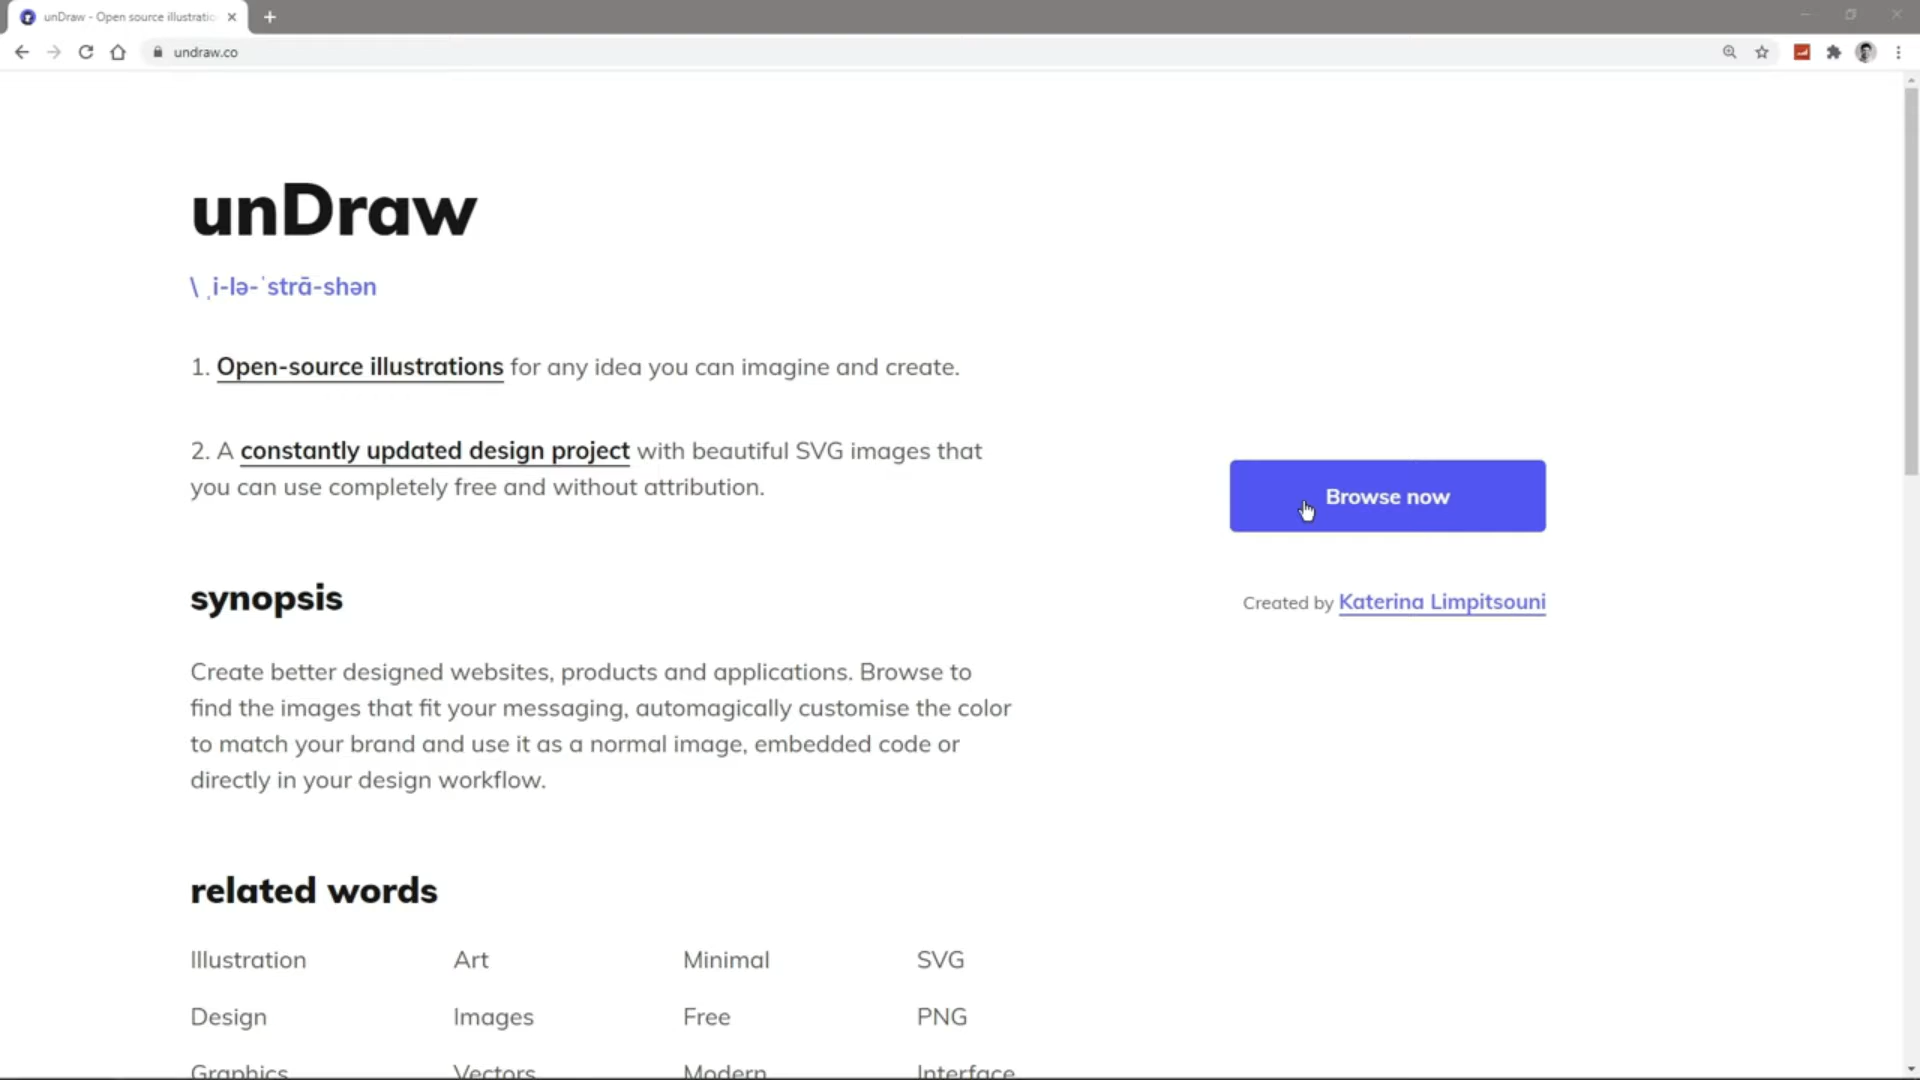 unDraw - Open source illustratio
undraw.co
unDraw
\ ˌi-lə-ˈstrā-shən
1. Open-source illustrations for any idea you can imagine and create.
2. A constantly updated design project with beautiful SVG images that
you can use completely free and without attribution.
Browse now
Created by Katerina Limpitsouni
synopsis
Create better designed websites, products and applications. Browse to
find the images that fit your messaging, automagically customise the color
to match your brand and use it as a normal image, embedded code or
directly in your design workflow.
related words
Illustration Art Minimal SVG
Design Images Free PNG
Graphics Vectors Modern Interface